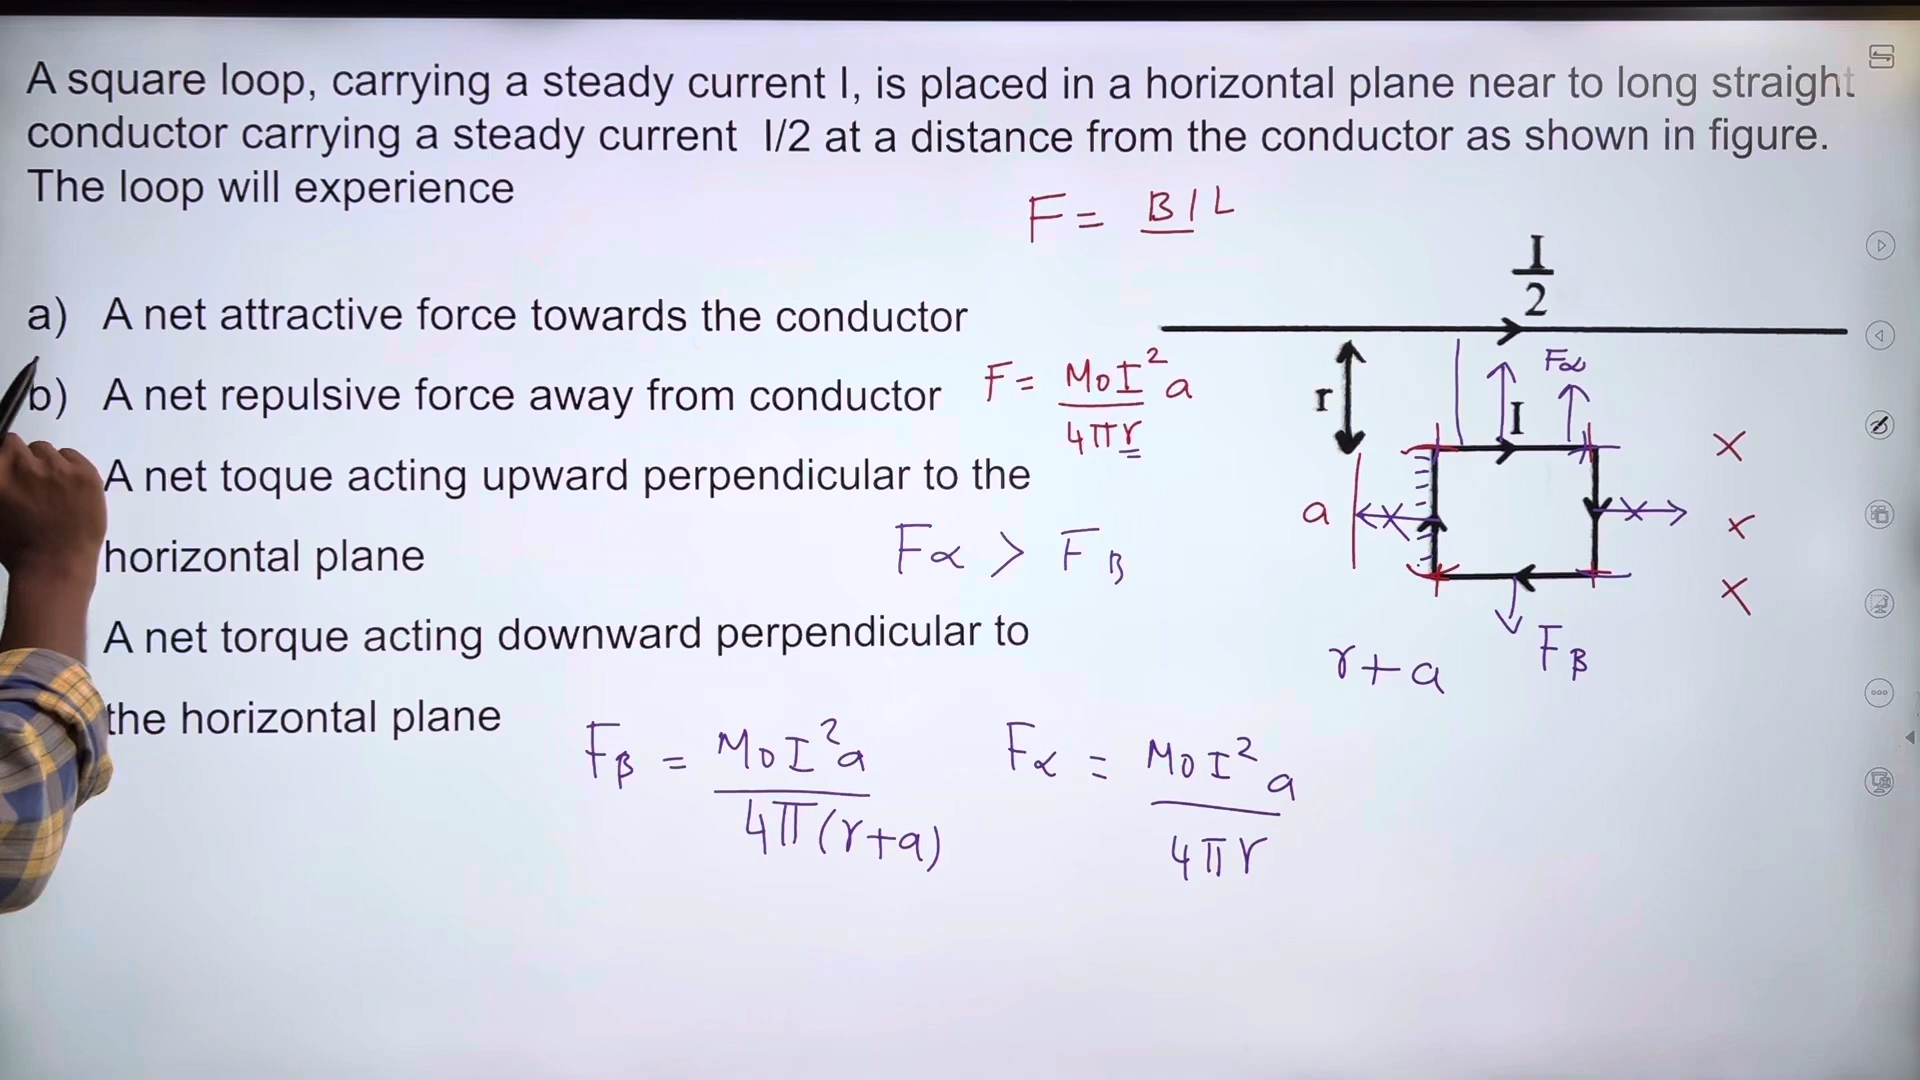 A square loop, carrying a steady current I, is placed in a horizontal plane near to long straight
conductor carrying a steady current I/2 at a distance from the conductor as shown in figure.
The loop will experience
F = BIL
I
2
a) A net attractive force towards the conductor
b) A net repulsive force away from conductor
F = M0I²a
4πr
r
I
Fα
A net toque acting upward perpendicular to the
horizontal plane
Fα > Fβ
a
×
×
×
A net torque acting downward perpendicular to
the horizontal plane
r+a
Fβ
Fβ = M0I²a
4π(r+a)
Fα = M0I²a
4πr